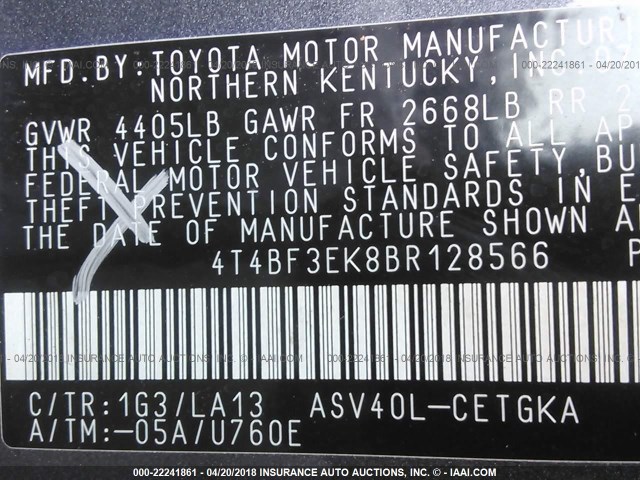 MFD.BY:TOYOTA MOTOR MANUFACTUR
NORTHERN KENTUCKY, INC.
GVWR 4405LB GAWR FR 2668LB RR 2
THIS VEHICLE CONFORMS TO ALL AP
FEDERAL MOTOR VEHICLE SAFETY,BU
THEFT PREVENTION STANDARDS IN E
THE DATE OF MANUFACTURE SHOWN A
4T4BF3EK8BR128566 P
C/TR:1G3/LA13 ASV40L-CETGKA
A/TM:-05A/U760E
000-22241861 - 04/20/2018 INSURANCE AUTO AUCTIONS, INC. - © - IAAI.COM